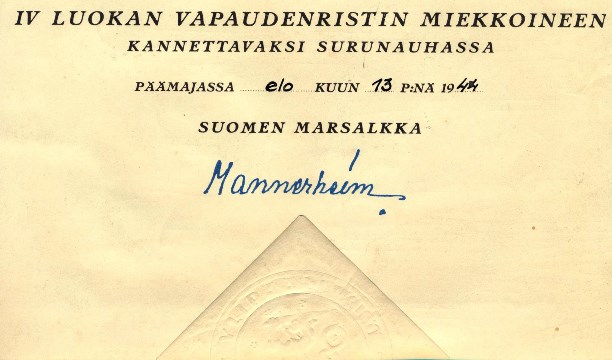 IV LUOKAN VAPAUDENRISTIN MIEKKOINEEN
KANNETTAVAKSI SURUNAUHASSA
PÄÄMAJASSA elo KUUN 13 P:NÄ 1944
SUOMEN MARSALKKA
Mannerheim